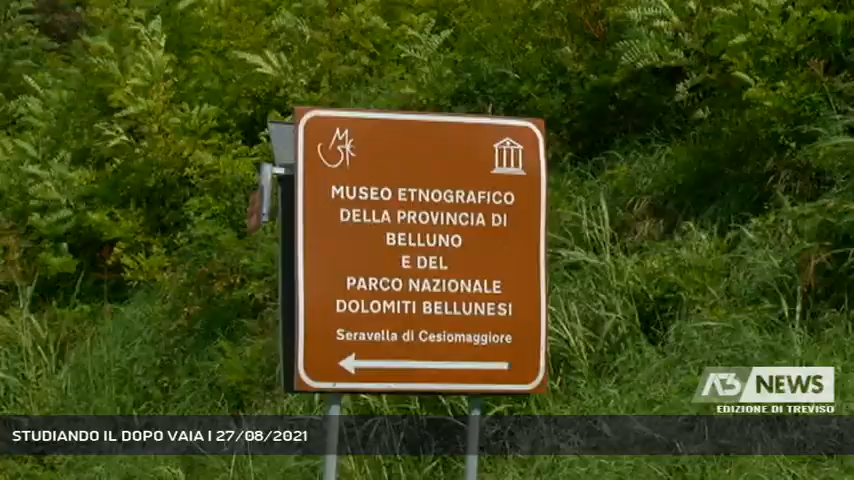 MUSEO ETNOGRAFICO
DELLA PROVINCIA DI
BELLUNO
E DEL
PARCO NAZIONALE
DOLOMITI BELLUNESI
Seravella di Cesiomaggiore
A3 NEWS
EDIZIONE DI TREVISO
STUDIANDO IL DOPO VAIA | 27/08/2021